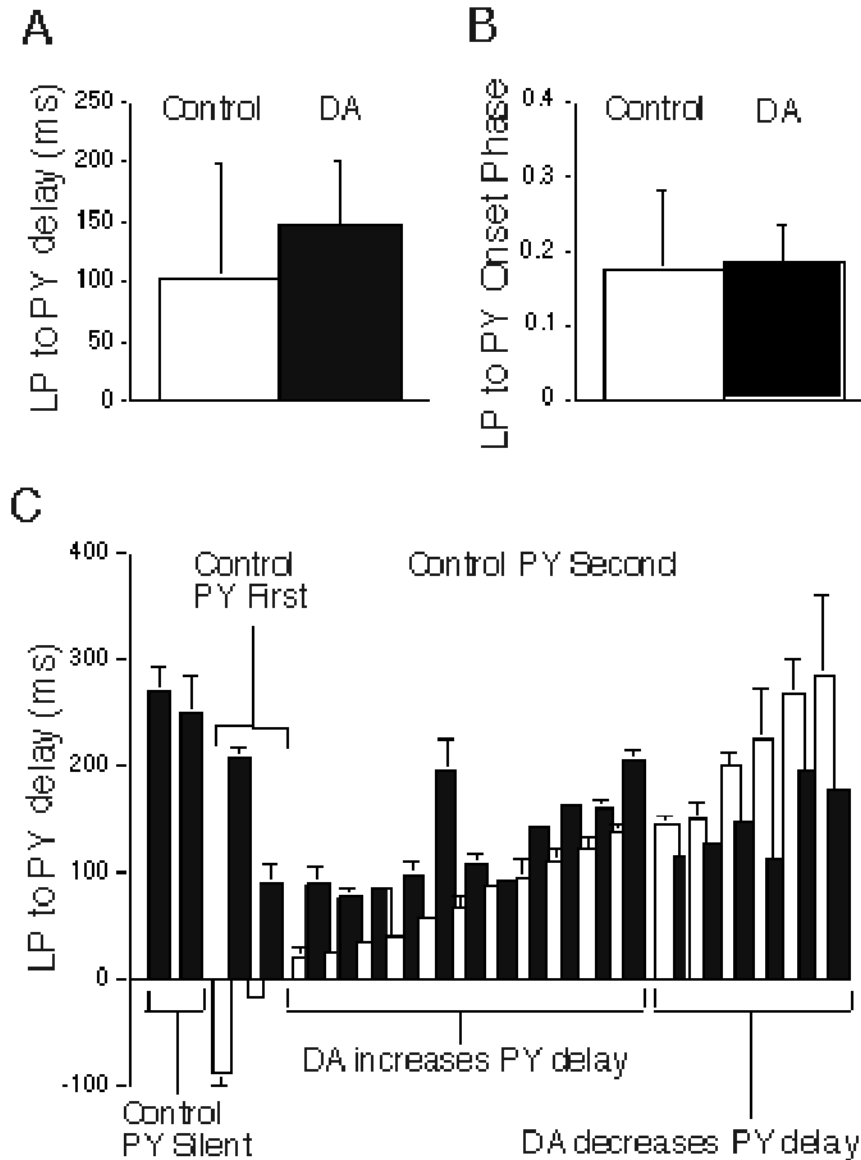 A
LP to PY delay (ms)
250
200
150
100
50
0
Control DA
B
LP to PY Onset Phase
0.4
0.3
0.2
0.1
0
Control DA
C
LP to PY delay (ms)
400
300
200
100
0
-100
Control
PY First
Control PY Second
DA increases PY delay
Control
PY Silent
DA decreases PY delay